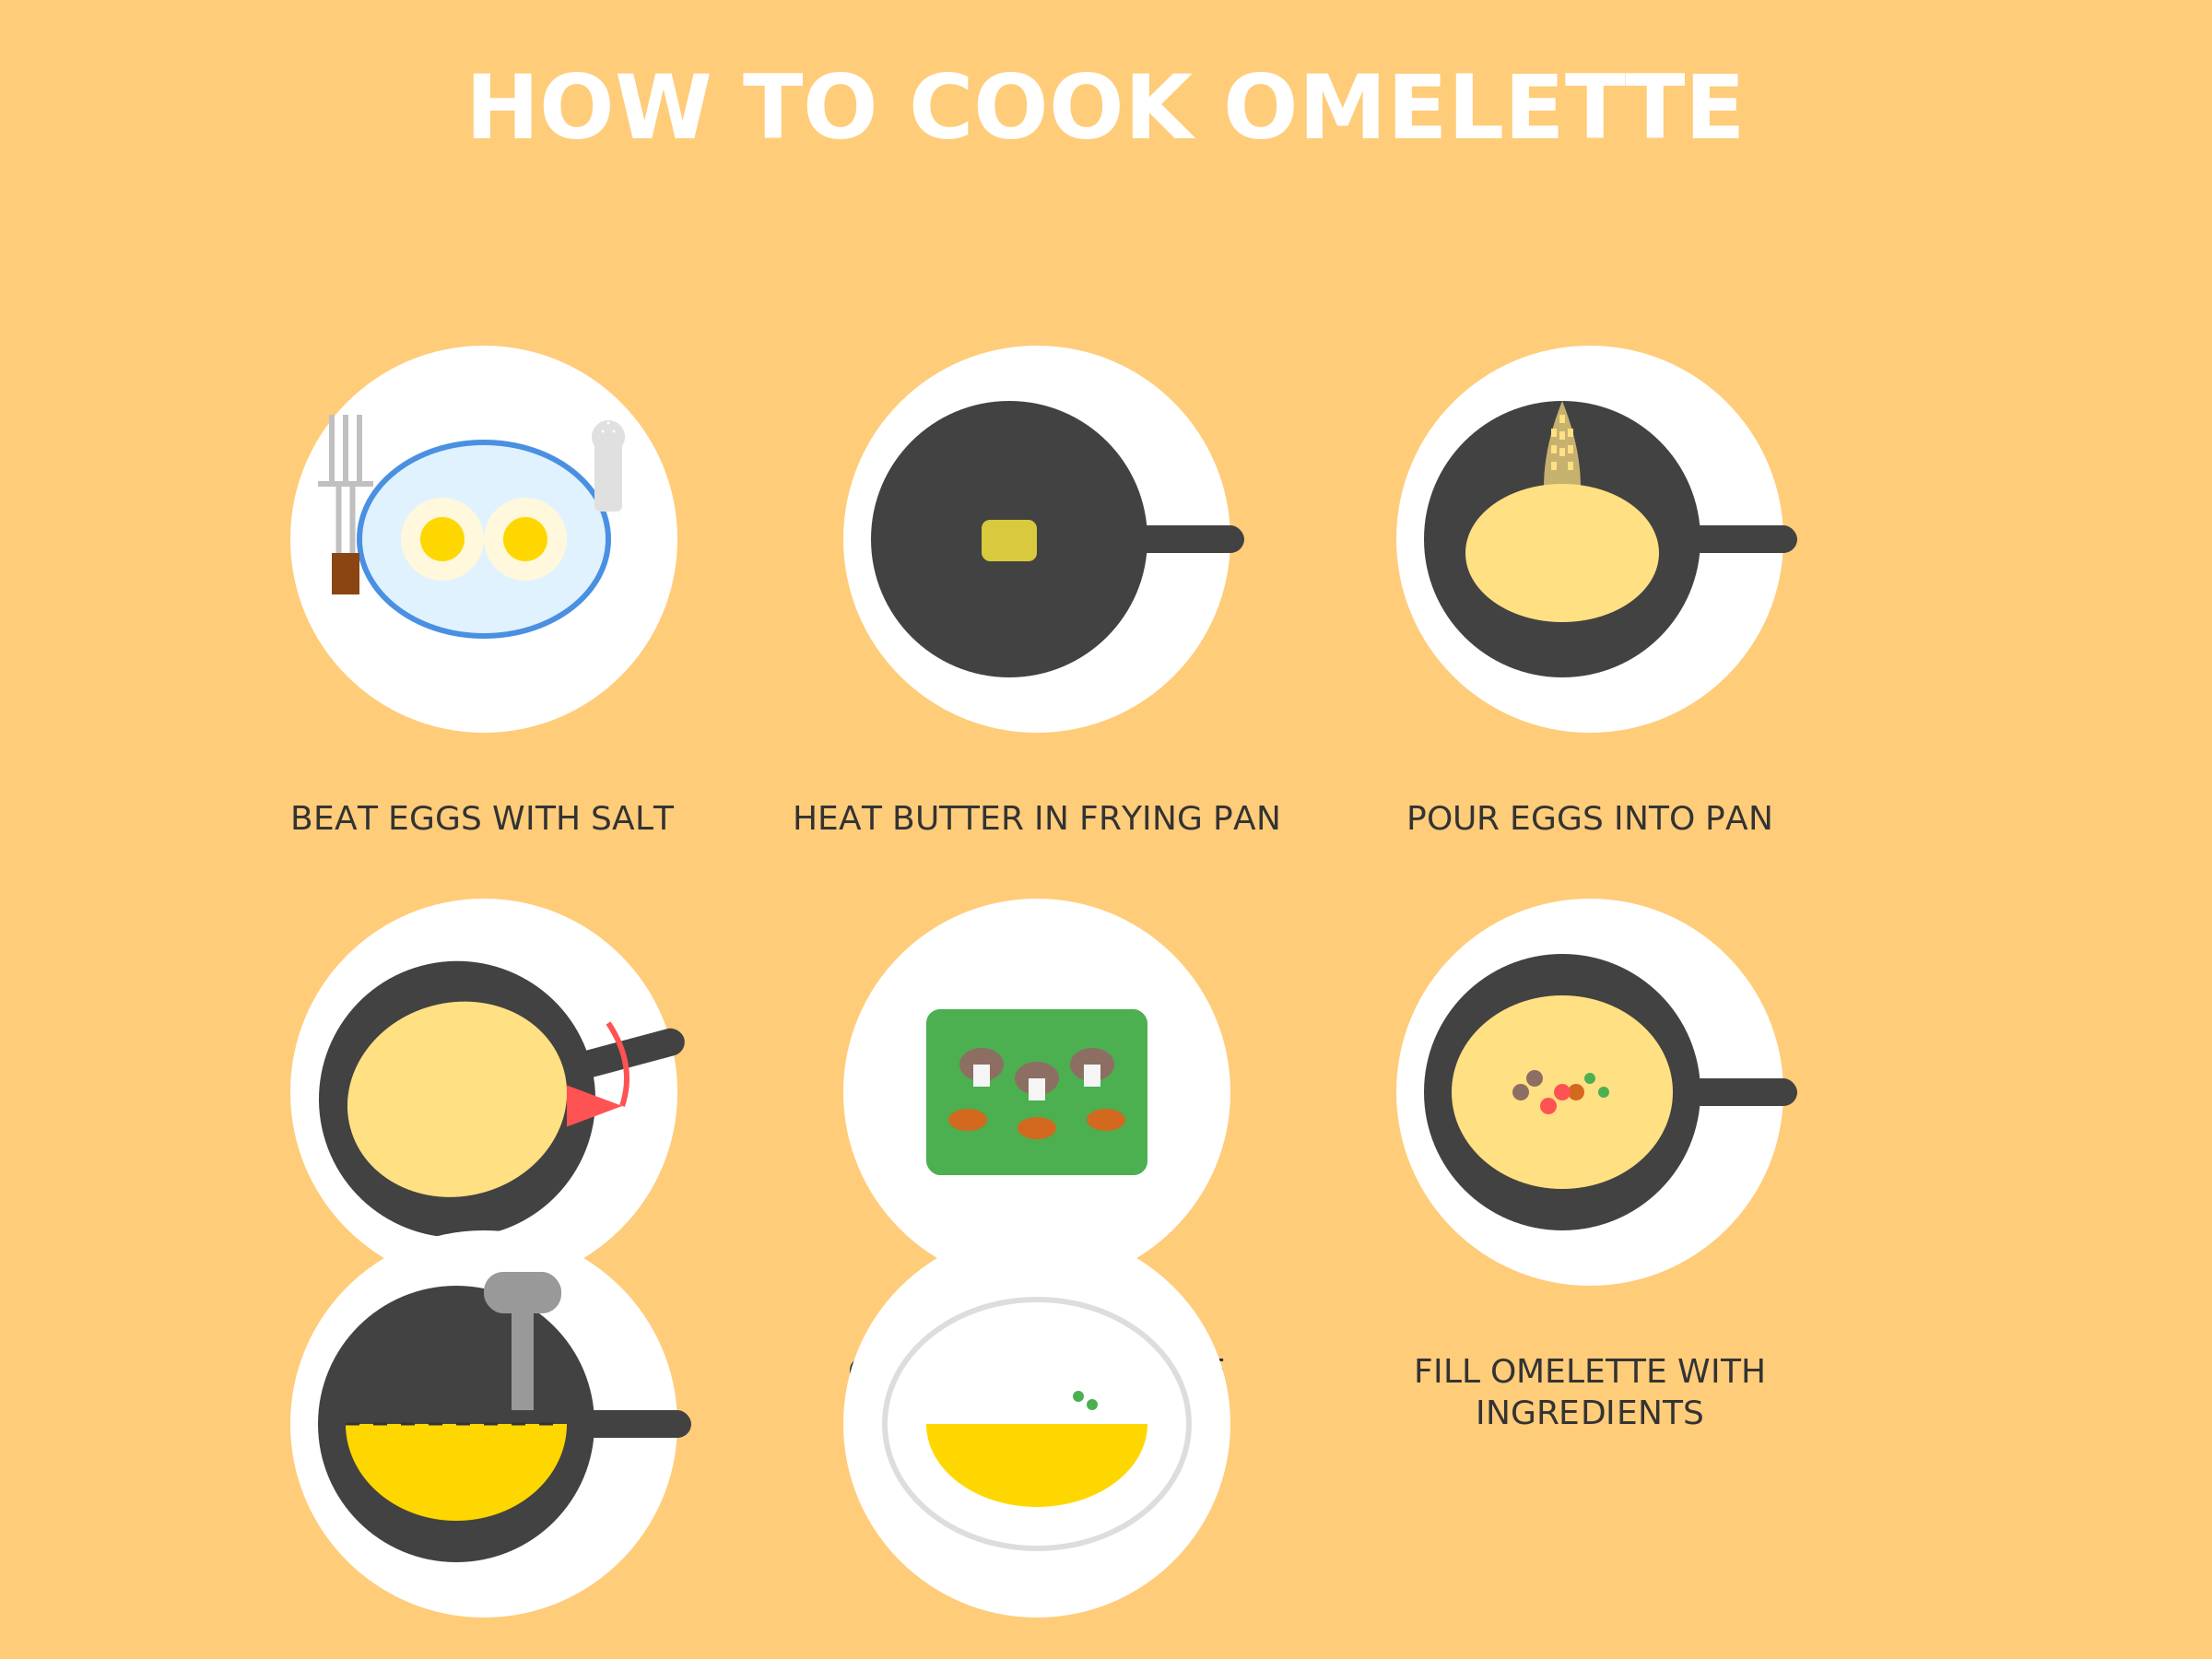 HOW TO COOK OMELETTE
BEAT EGGS WITH SALT
HEAT BUTTER IN FRYING PAN
POUR EGGS INTO PAN
FILL OMELETTE WITH
INGREDIENTS